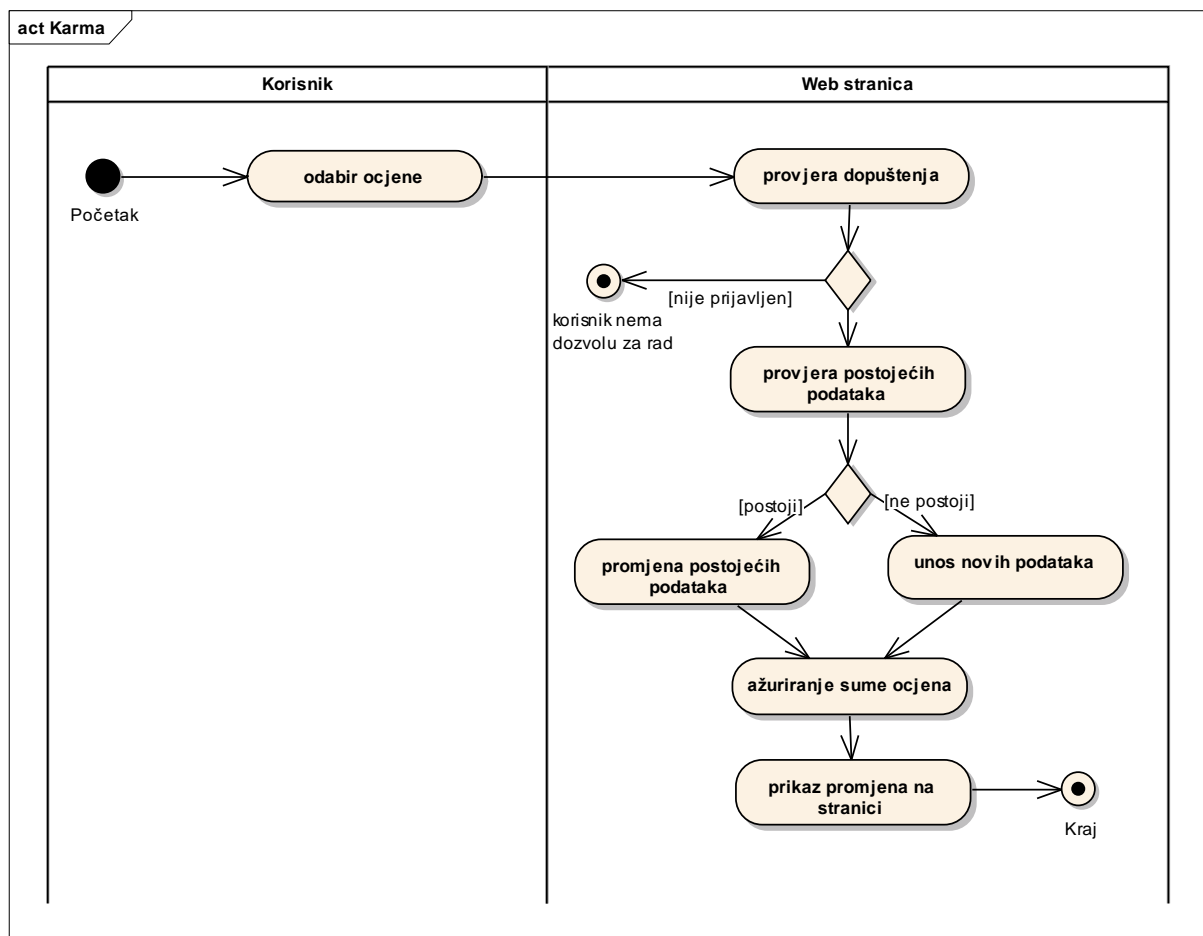 act Karma
Korisnik
Web stranica
Početak
odabir ocjene
provjera dopuštenja
[nije prijavljen]
korisnik nema
dozvolu za rad
provjera postojećih
podataka
[postoji]
[ne postoji]
promjena postojećih
podataka
unos novih podataka
ažuriranje sume ocjena
prikaz promjena na
stranici
Kraj